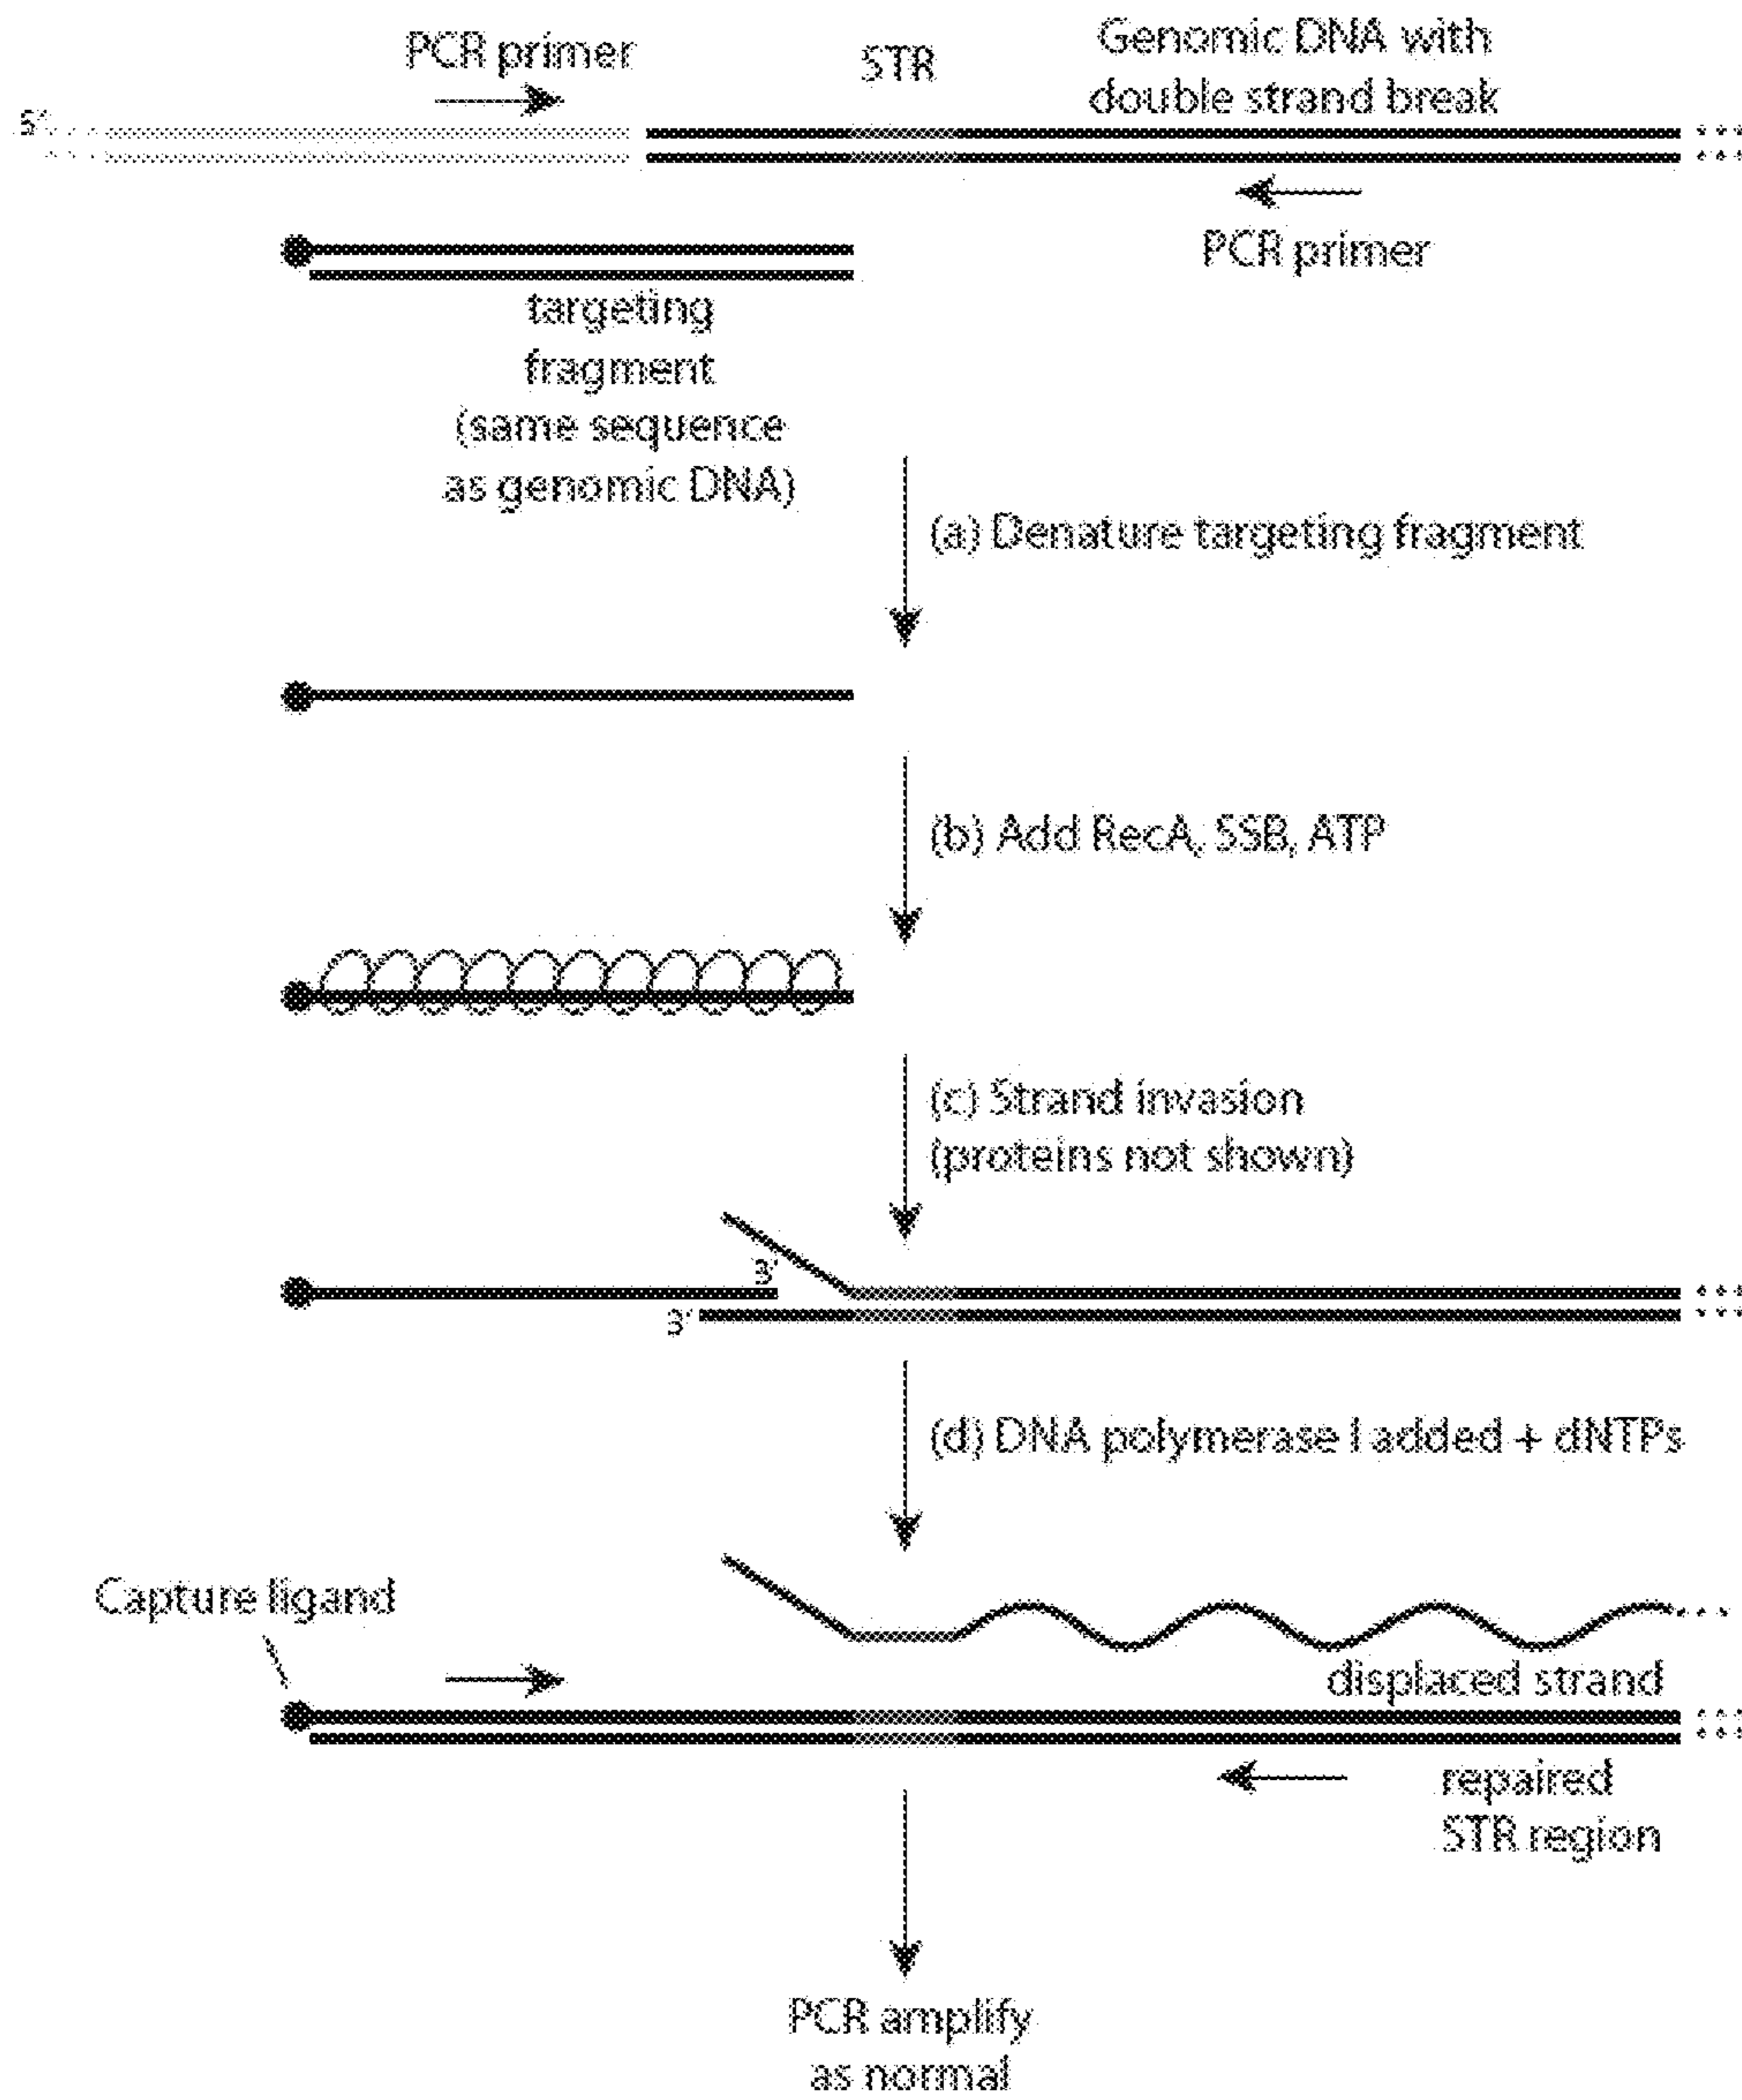 PCR primer
STR
Genomic DNA with
double strand break
5'
PCR primer
targeting
fragment
(same sequence
as genomic DNA)
(a) Denature targeting fragment
(b) Add RecA, SSB, ATP
(c) Strand invasion
(proteins not shown)
3'
3'
(d) DNA polymerase I added + dNTPs
Capture ligand
displaced strand
repaired
STR region
PCR amplify
as normal